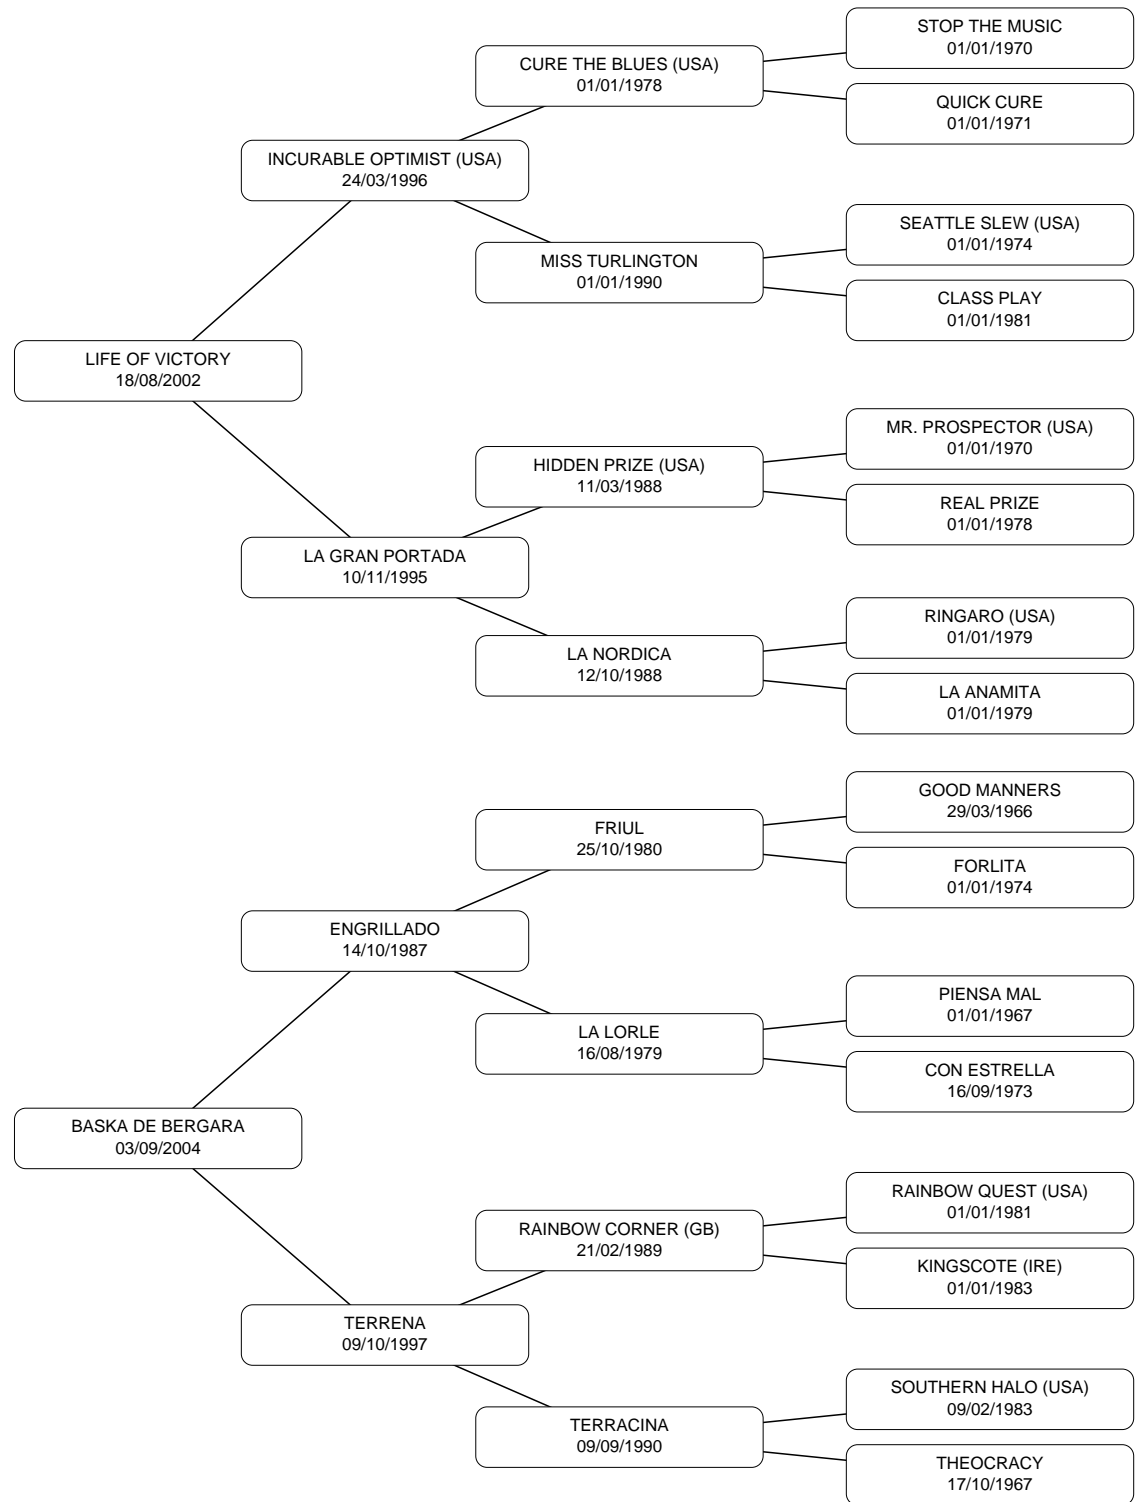 STOP THE MUSIC
01/01/1970
CURE THE BLUES (USA)
01/01/1978
QUICK CURE
01/01/1971
INCURABLE OPTIMIST (USA)
24/03/1996
SEATTLE SLEW (USA)
01/01/1974
MISS TURLINGTON
01/01/1990
CLASS PLAY
01/01/1981
LIFE OF VICTORY
18/08/2002
MR. PROSPECTOR (USA)
01/01/1970
HIDDEN PRIZE (USA)
11/03/1988
REAL PRIZE
01/01/1978
LA GRAN PORTADA
10/11/1995
RINGARO (USA)
01/01/1979
LA NORDICA
12/10/1988
LA ANAMITA
01/01/1979
GOOD MANNERS
29/03/1966
FRIUL
25/10/1980
FORLITA
01/01/1974
ENGRILLADO
14/10/1987
PIENSA MAL
01/01/1967
LA LORLE
16/08/1979
CON ESTRELLA
16/09/1973
BASKA DE BERGARA
03/09/2004
RAINBOW QUEST (USA)
01/01/1981
RAINBOW CORNER (GB)
21/02/1989
KINGSCOTE (IRE)
01/01/1983
TERRENA
09/10/1997
SOUTHERN HALO (USA)
09/02/1983
TERRACINA
09/09/1990
THEOCRACY
17/10/1967